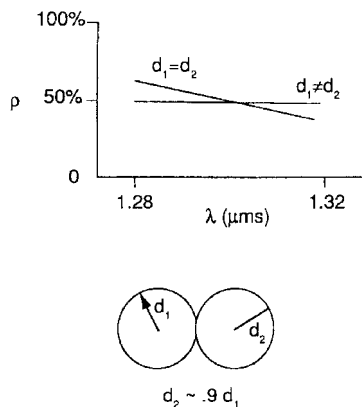 100%
d₁=d₂
ρ 50%
d₁≠d₂
0
1.28 1.32
λ (μms)
d₁
d₂
d₂ ~ .9 d₁